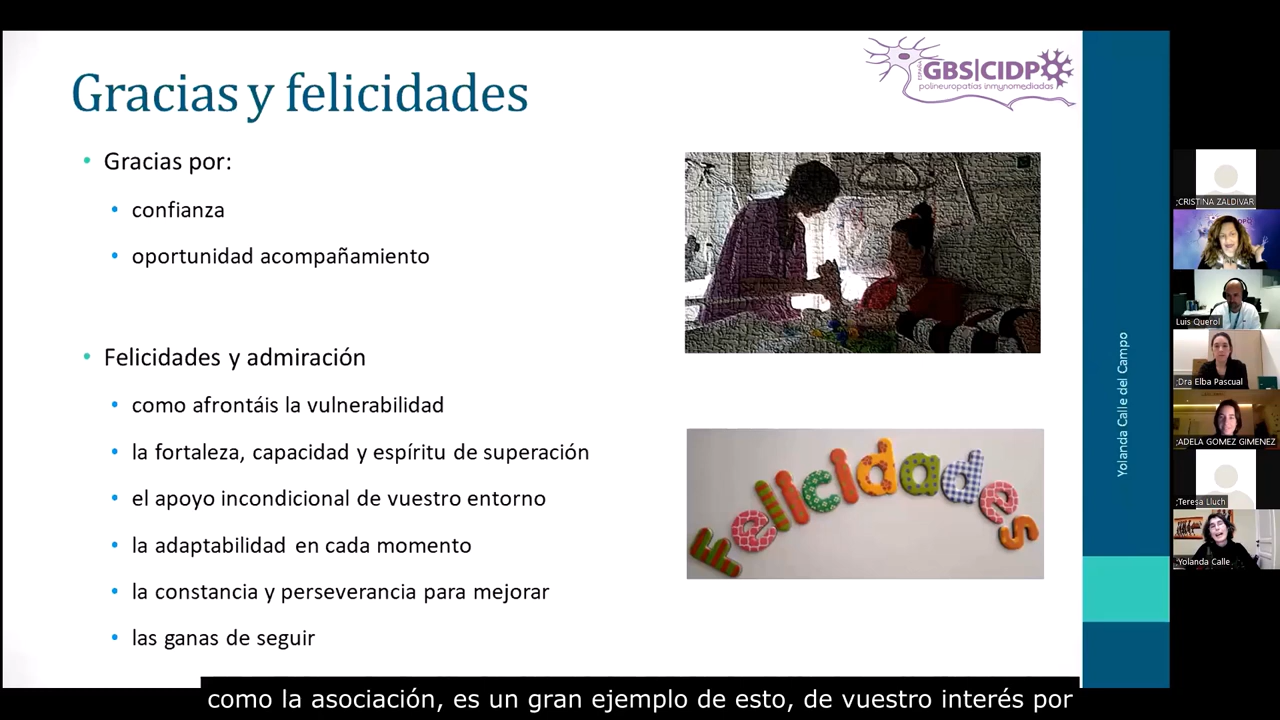 Gracias y felicidades
ESPAÑA
GBS|CIDP
polineuropatías inmunomediadas
• Gracias por:
• confianza
• oportunidad acompañamiento
• Felicidades y admiración
• como afrontáis la vulnerabilidad
• la fortaleza, capacidad y espíritu de superación
• el apoyo incondicional de vuestro entorno
• la adaptabilidad en cada momento
• la constancia y perseverancia para mejorar
• las ganas de seguir
Felicidades
Yolanda Calle del Campo
;CRISTINA ZALDIVAR
Luis Querol
;Dra Elba Pascual
;ADELA GOMEZ GIMENEZ
;Teresa Lluch
;Yolanda Calle
como la asociación, es un gran ejemplo de esto, de vuestro interés por